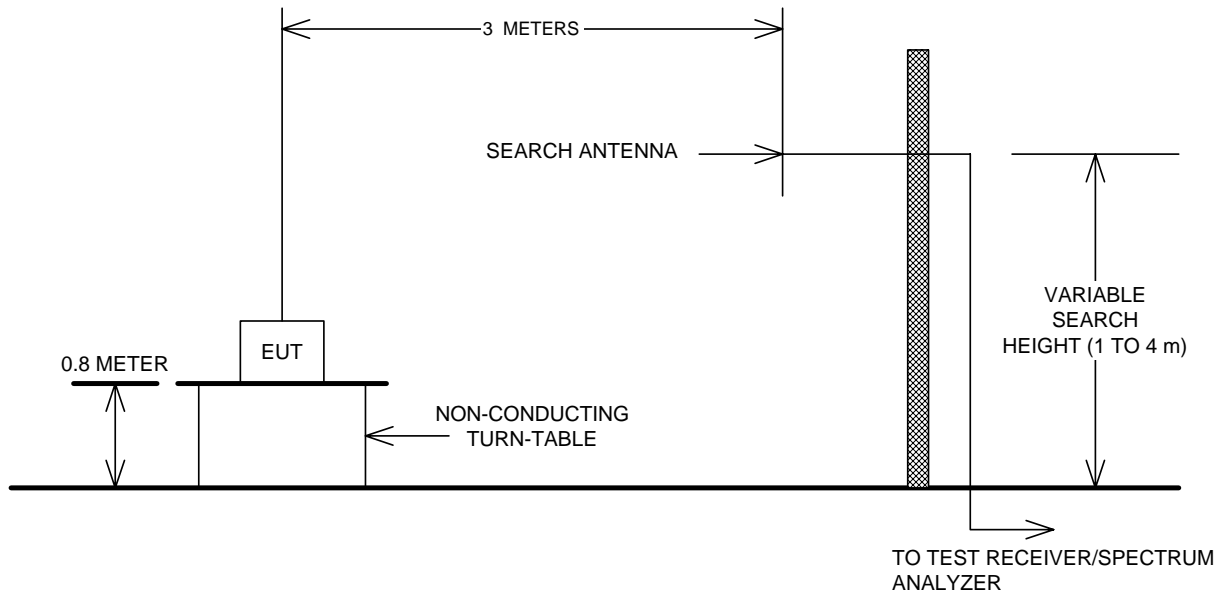 3 METERS
SEARCH ANTENNA
VARIABLE
SEARCH
HEIGHT (1 TO 4 m)
EUT
0.8 METER
NON-CONDUCTING
TURN-TABLE
TO TEST RECEIVER/SPECTRUM
ANALYZER